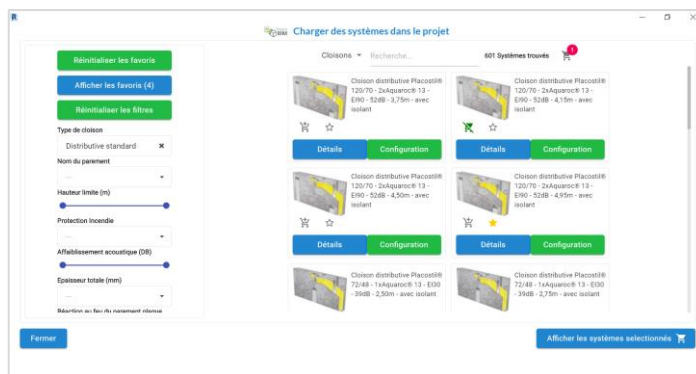 Charger des systèmes dans le projet
Réinitialiser les favoris
Afficher les favoris (4)
Réinitialiser les filtres
Type de cloison
Distributive standard ×
Nom du parement
---
Hauteur limite (m)
Protection Incendie
---
Affaiblissement acoustique (DB)
Epaisseur totale (mm)
---
Réaction au feu du parement plaque
Cloisons
Recherche...
601 Systèmes trouvés
1
Cloison distributive Placostil®
120/70 - 2xAquaroc® 13 -
EI90 - 52dB - 3,75m - avec
isolant
Détails
Configuration
Cloison distributive Placostil®
120/70 - 2xAquaroc® 13 -
EI90 - 52dB - 4,15m - avec
isolant
Détails
Configuration
Cloison distributive Placostil®
120/70 - 2xAquaroc® 13 -
EI90 - 52dB - 4,50m - avec
isolant
Détails
Configuration
Cloison distributive Placostil®
120/70 - 2xAquaroc® 13 -
EI90 - 52dB - 4,95m - avec
isolant
Détails
Configuration
Cloison distributive Placostil®
72/48 - 1xAquaroc® 13 - EI30
- 39dB - 2,50m - avec isolant
Cloison distributive Placostil®
72/48 - 1xAquaroc® 13 - EI30
- 39dB - 2,75m - avec isolant
Fermer
Afficher les systèmes selectionnés